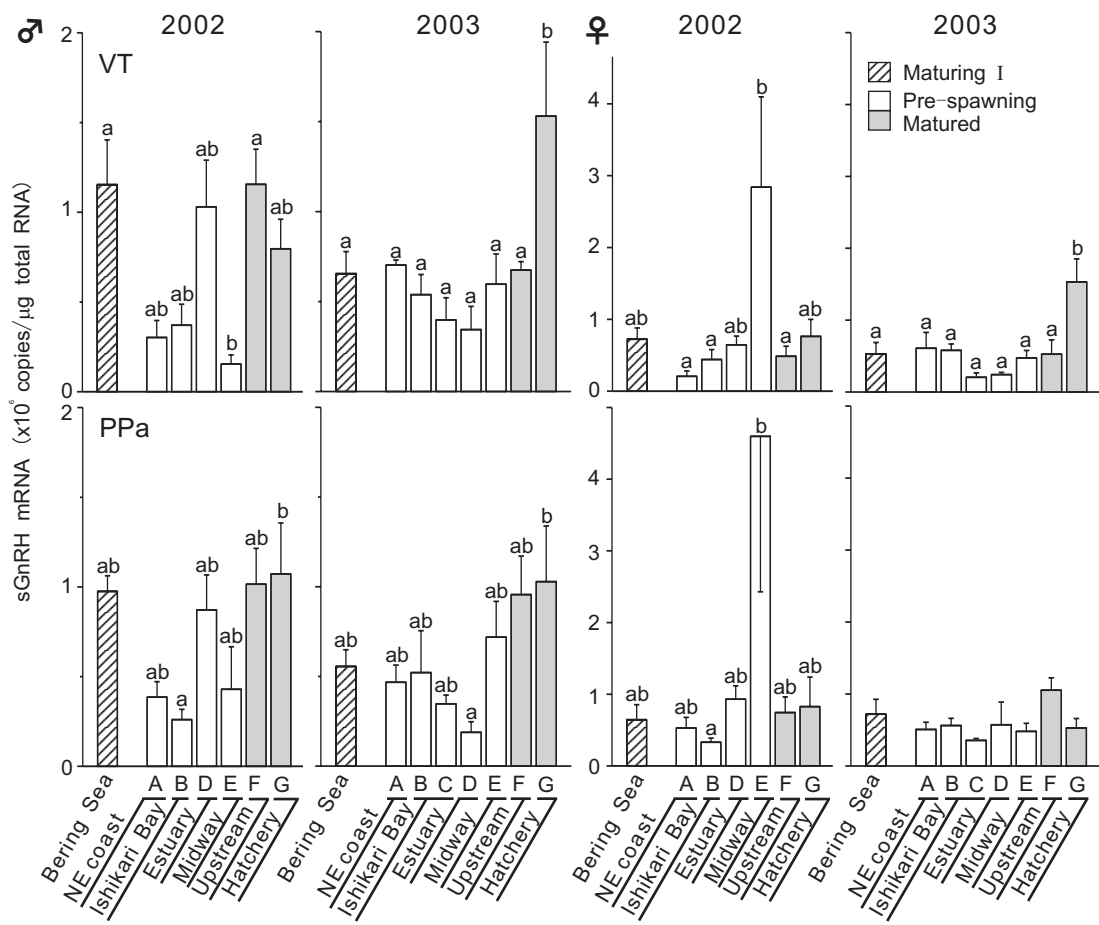 ♂ 2002 2003 ♀ 2002 2003
VT
Maturing I
Pre-spawning
Matured
sGnRH mRNA (x10⁶ copies/μg total RNA)
2
1
0
a ab ab ab b a ab
a a a a a a a b
4
3
2
1
0
ab a ab ab b a ab
a a a a a a a b
PPa
2
1
0
ab ab a ab ab ab b
ab ab ab ab a ab ab b
4
3
2
1
0
ab ab a ab b ab ab
A B D E F G
A B C D E F G
A B D E F G
A B C D E F G
Bering Sea
NE coast
Ishikari Bay
Estuary
Midway
Upstream
Hatchery
Bering Sea
NE coast
Ishikari Bay
Estuary
Midway
Upstream
Hatchery
Bering Sea
NE coast
Ishikari Bay
Estuary
Midway
Upstream
Hatchery
Bering Sea
NE coast
Ishikari Bay
Estuary
Midway
Upstream
Hatchery